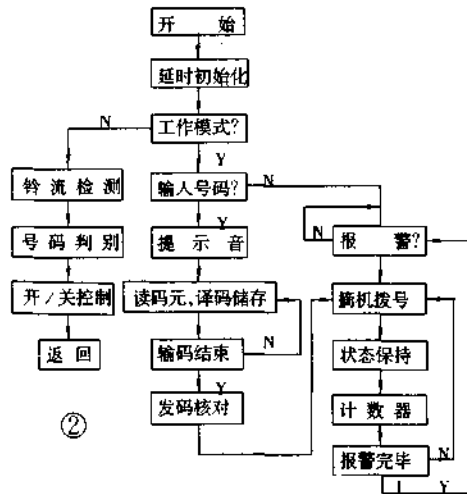 开 始
延时初始化
工作模式?
N
Y
铃流检测
输人号码?
N
号码判别
Y
提 示 音
N
报 警?
开/关控制
读码元,译码储存
摘机拨号
返 回
输码结束
N
状态保持
Y
发码核对
计 数 器
②
报警完毕
N
Y